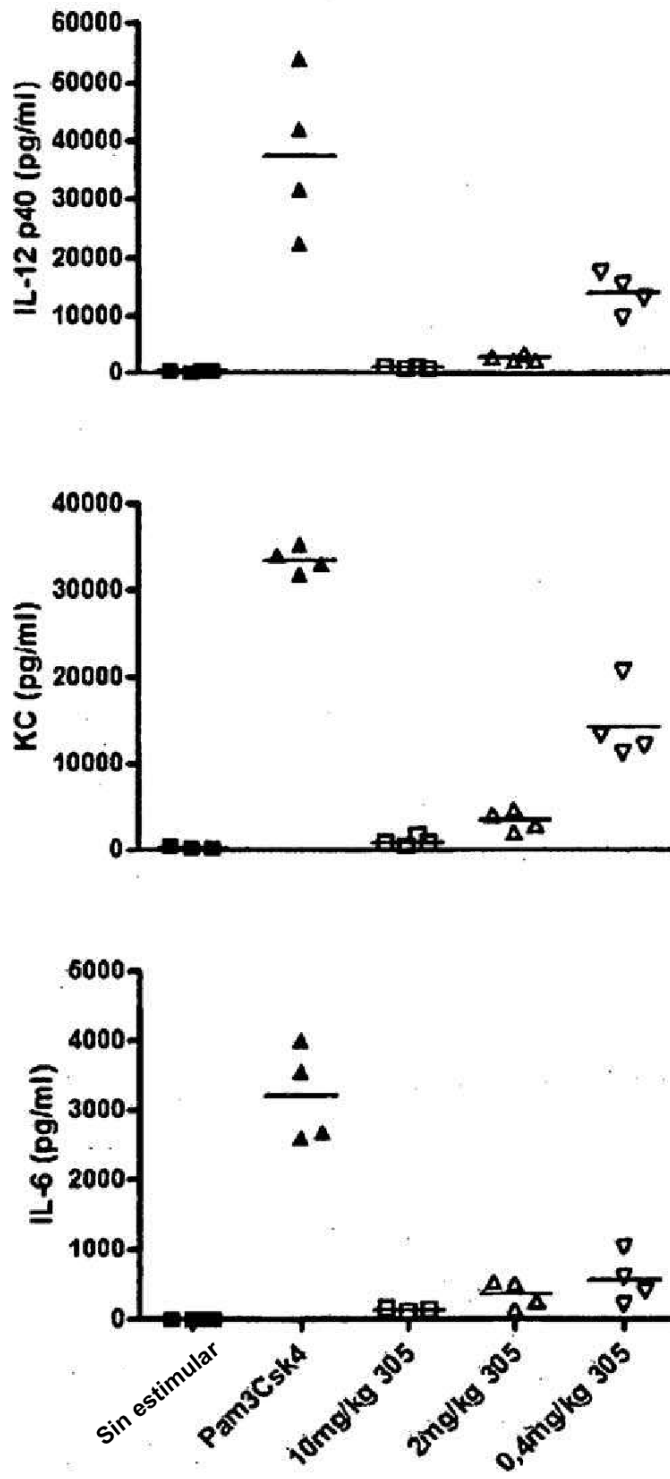 IL-12 p40 (pg/ml)
60000
50000
40000
30000
20000
10000
0
KC (pg/ml)
40000
30000
20000
10000
0
IL-6 (pg/ml)
5000
4000
3000
2000
1000
0
Sin estimular
Pam3Csk4
10mg/kg 305
2mg/kg 305
0,4mg/kg 305